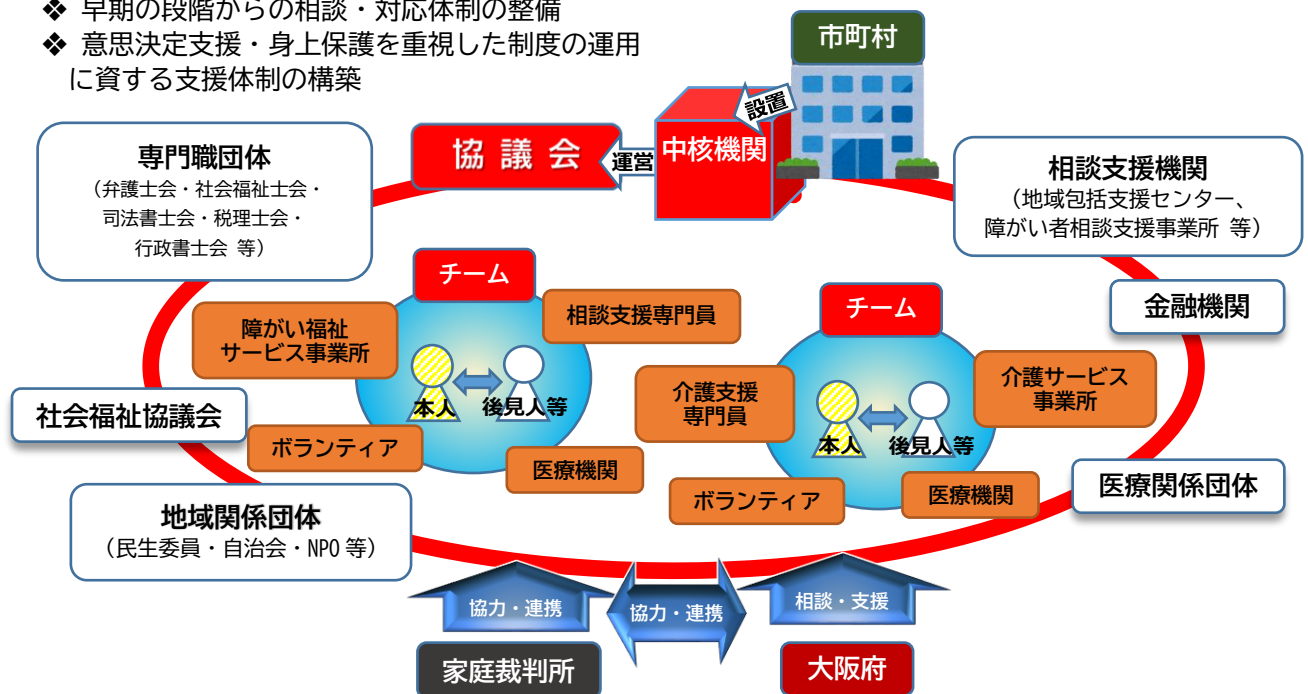 ❖ 早期の段階からの相談・対応体制の整備
❖ 意思決定支援・身上保護を重視した制度の運用
に資する支援体制の構築
市町村
設置
中核機関
運営
協議会
専門職団体
（弁護士会・社会福祉士会・
司法書士会・税理士会・
行政書士会 等）
相談支援機関
（地域包括支援センター、
障がい者相談支援事業所 等）
金融機関
チーム
相談支援専門員
障がい福祉
サービス事業所
本人
後見人等
ボランティア
医療機関
チーム
介護支援
専門員
介護サービス
事業所
本人
後見人等
ボランティア
医療機関
社会福祉協議会
医療関係団体
地域関係団体
（民生委員・自治会・NPO 等）
協力・連携
協力・連携
相談・支援
家庭裁判所
大阪府